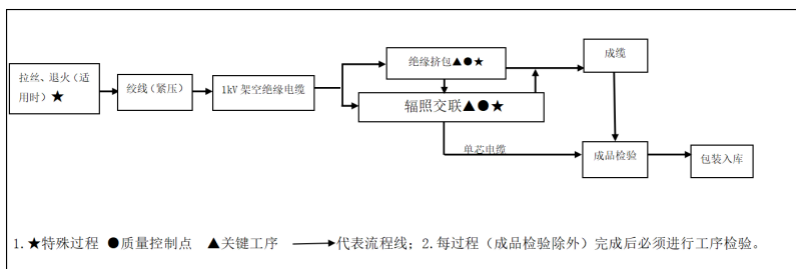 拉丝、退火（适
用时）★
绞线（紧压）
1kV 架空绝缘电缆
绝缘挤包▲●★
辐照交联▲●★
成缆
单芯电缆
成品检验
包装入库
1.★特殊过程 ●质量控制点 ▲关键工序 代表流程线；2.每过程（成品检验除外）完成后必须进行工序检验。